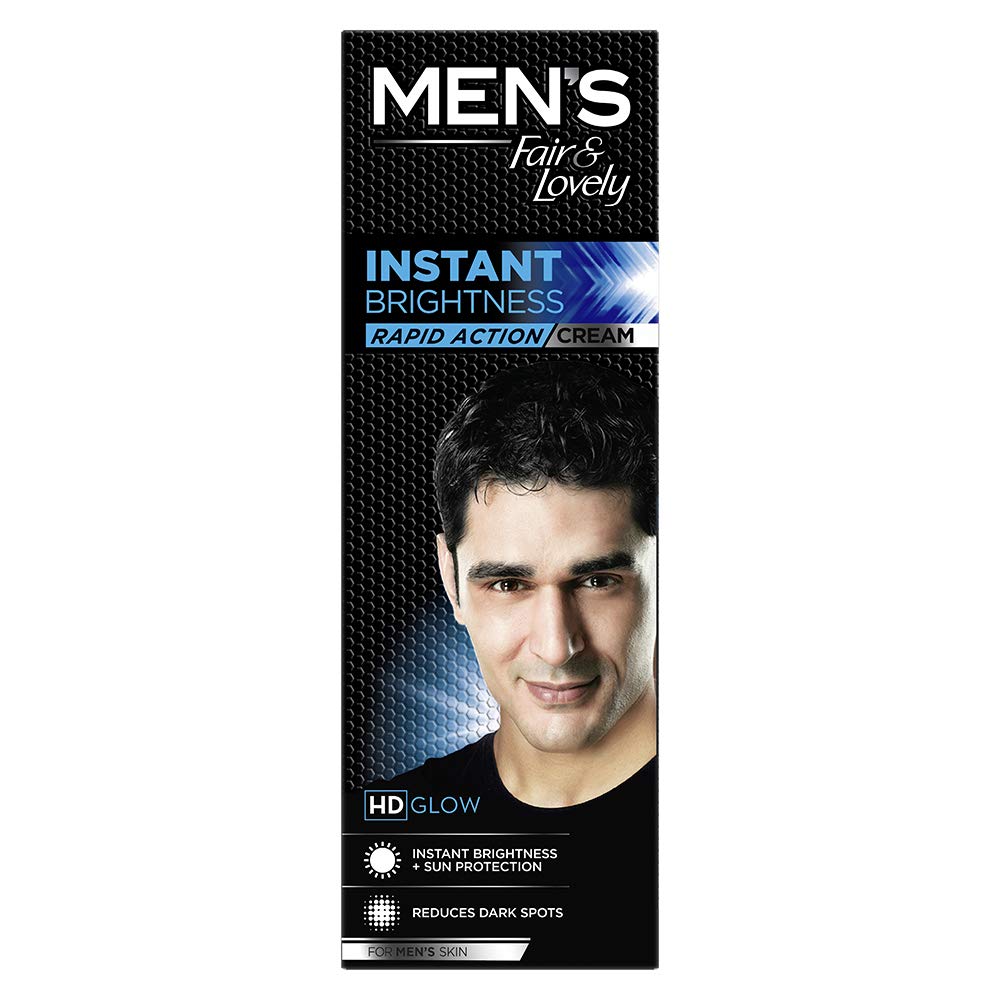 MEN'S
Fair &
Lovely
INSTANT
BRIGHTNESS
RAPID ACTION/CREAM
HD GLOW
INSTANT BRIGHTNESS
+ SUN PROTECTION
REDUCES DARK SPOTS
FOR MEN'S SKIN